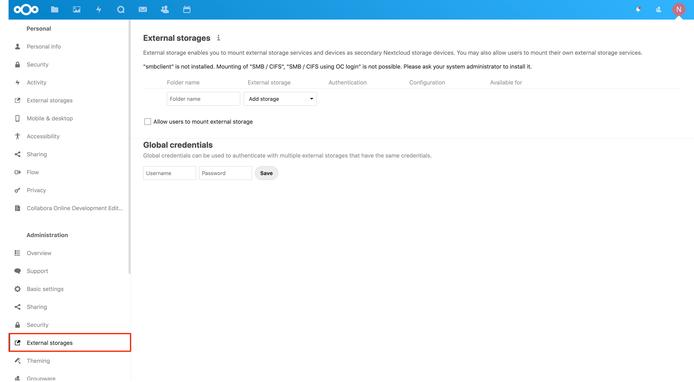 N
Personal
Personal info
Security
Activity
External storages
Mobile & desktop
Accessibility
Sharing
Flow
Privacy
Collabora Online Development Edit...
Administration
Overview
Support
Basic settings
Sharing
Security
External storages
Theming
Groupware
External storages
External storage enables you to mount external storage services and devices as secondary Nextcloud storage devices. You may also allow users to mount their own external storage services.
"smbclient" is not installed. Mounting of "SMB / CIFS", "SMB / CIFS using OC login" is not possible. Please ask your system administrator to install it.
Folder name External storage Authentication Configuration Available for
Folder name Add storage
Allow users to mount external storage
Global credentials
Global credentials can be used to authenticate with multiple external storages that have the same credentials.
Username Password Save